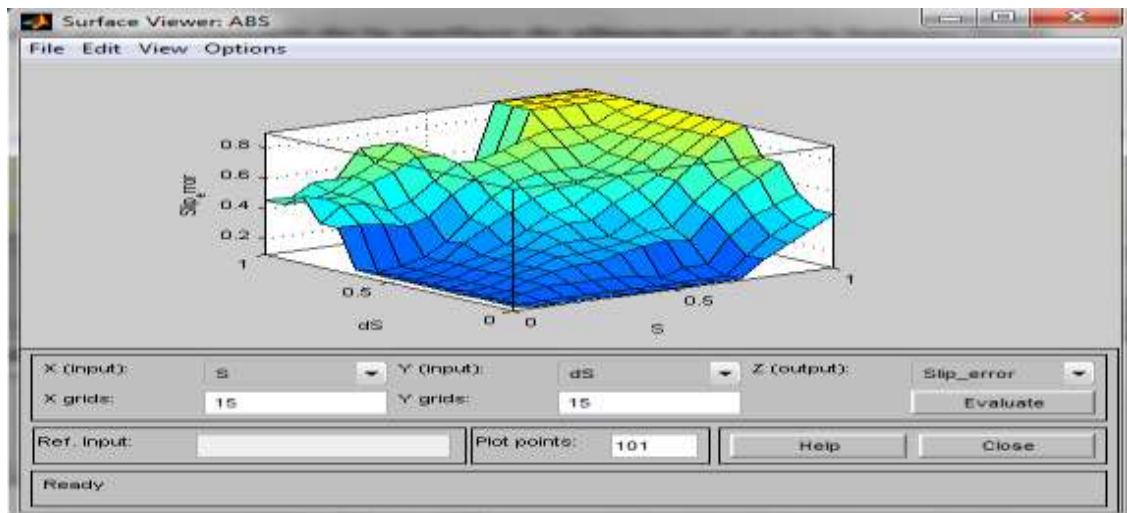 Surface Viewer: ABS
File Edit View Options
0.8
0.6
0.4
0.2
Slip_error
1
0.5
0
dS
0
0.5
1
S
X (input): S Y (input): dS Z (output): Slip_error
X grids: 15 Y grids: 15 Evaluate
Ref. Input: Plot points: 101 Help Close
Ready